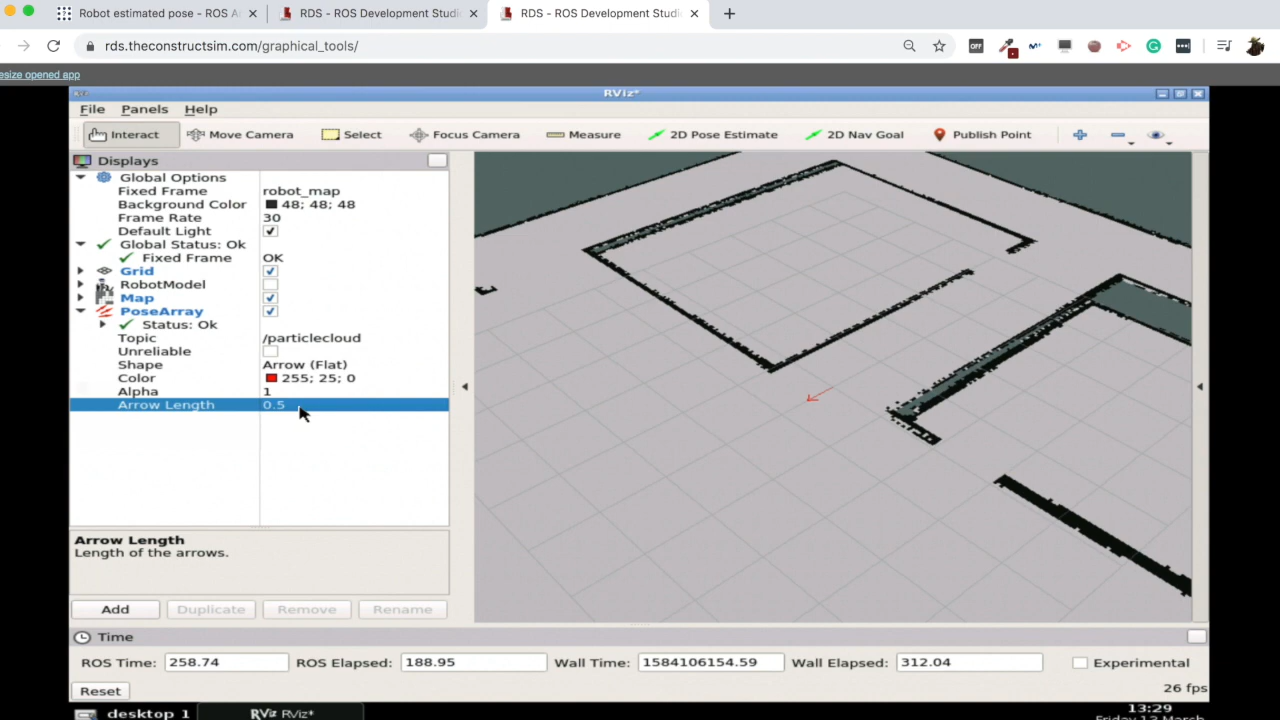 Robot estimated pose - ROS A
RDS - ROS Development Studi
RDS - ROS Development Studi
rds.theconstructsim.com/graphical_tools/
OFF
esize opened app
RViz*
File Panels Help
Interact Move Camera Select Focus Camera Measure 2D Pose Estimate 2D Nav Goal Publish Point
Displays
Global Options
Fixed Frame robot_map
Background Color 48; 48; 48
Frame Rate 30
Default Light
Global Status: Ok
Fixed Frame OK
Grid
RobotModel
Map
PoseArray
Status: Ok
Topic /particlecloud
Unreliable
Shape Arrow (Flat)
Color 255; 25; 0
Alpha 1
Arrow Length 0.5
Arrow Length
Length of the arrows.
Add Duplicate Remove Rename
Time
ROS Time: 258.74 ROS Elapsed: 188.95 Wall Time: 1584106154.59 Wall Elapsed: 312.04 Experimental
Reset 26 fps
desktop 1 RViz RViz* 13:29
Friday 13 March